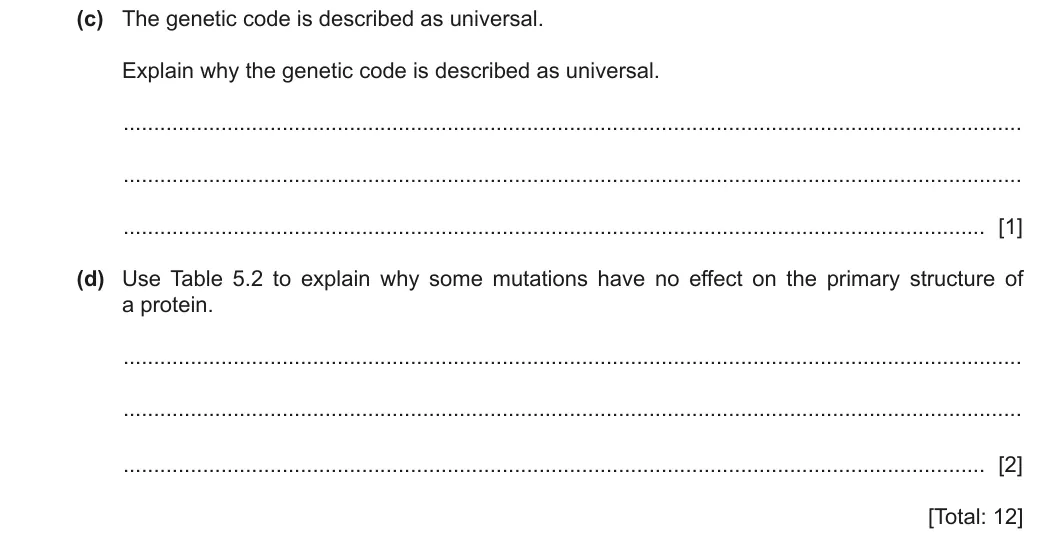 (c) The genetic code is described as universal.
Explain why the genetic code is described as universal.
....................................................................................................................................................
....................................................................................................................................................
.............................................................................................................................................. [1]
(d) Use Table 5.2 to explain why some mutations have no effect on the primary structure of
a protein.
....................................................................................................................................................
....................................................................................................................................................
.............................................................................................................................................. [2]
[Total: 12]